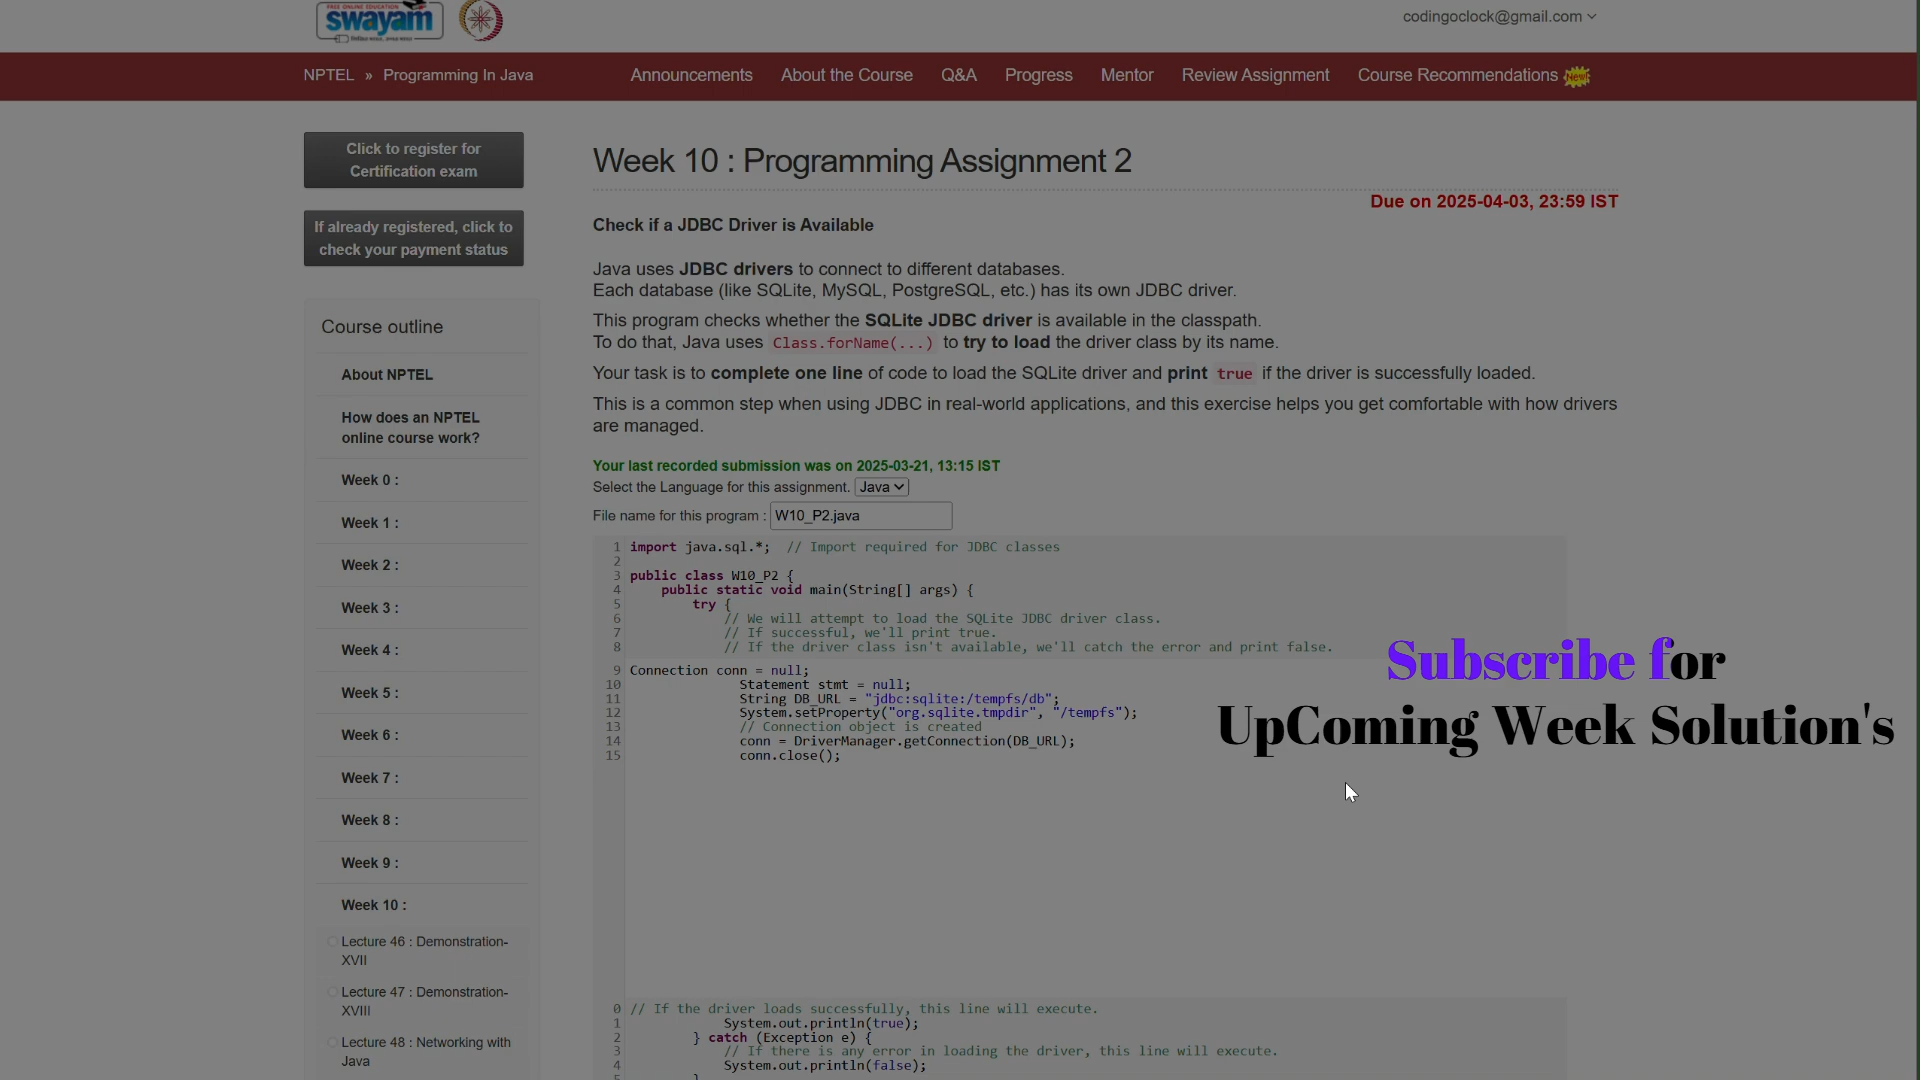 FREE ONLINE EDUCATION
swayam
codingoclock@gmail.com
NPTEL » Programming In Java
Announcements About the Course Q&A Progress Mentor Review Assignment Course Recommendations New!
Click to register for
Certification exam
If already registered, click to
check your payment status
Course outline
About NPTEL
How does an NPTEL
online course work?
Week 0 :
Week 1 :
Week 2 :
Week 3 :
Week 4 :
Week 5 :
Week 6 :
Week 7 :
Week 8 :
Week 9 :
Week 10 :
Lecture 46 : Demonstration-
XVII
Lecture 47 : Demonstration-
XVIII
Lecture 48 : Networking with
Java
Week 10 : Programming Assignment 2
Due on 2025-04-03, 23:59 IST
Check if a JDBC Driver is Available
Java uses JDBC drivers to connect to different databases.
Each database (like SQLite, MySQL, PostgreSQL, etc.) has its own JDBC driver.
This program checks whether the SQLite JDBC driver is available in the classpath.
To do that, Java uses Class.forName(...) to try to load the driver class by its name.
Your task is to complete one line of code to load the SQLite driver and print true if the driver is successfully loaded.
This is a common step when using JDBC in real-world applications, and this exercise helps you get comfortable with how drivers
are managed.
Your last recorded submission was on 2025-03-21, 13:15 IST
Select the Language for this assignment. Java
File name for this program : W10_P2.java
1 import java.sql.*; // Import required for JDBC classes
2
3 public class W10_P2 {
4 public static void main(String[] args) {
5 try {
6 // We will attempt to load the SQLite JDBC driver class.
7 // If successful, we'll print true.
8 // If the driver class isn't available, we'll catch the error and print false.
9 Connection conn = null;
10 Statement stmt = null;
11 String DB_URL = "jdbc:sqlite:/tempfs/db";
12 System.setProperty("org.sqlite.tmpdir", "/tempfs");
13 // Connection object is created
14 conn = DriverManager.getConnection(DB_URL);
15 conn.close();
0 // If the driver loads successfully, this line will execute.
1 System.out.println(true);
2 } catch (Exception e) {
3 // If there is any error in loading the driver, this line will execute.
4 System.out.println(false);
5 }
Subscribe for
UpComing Week Solution's